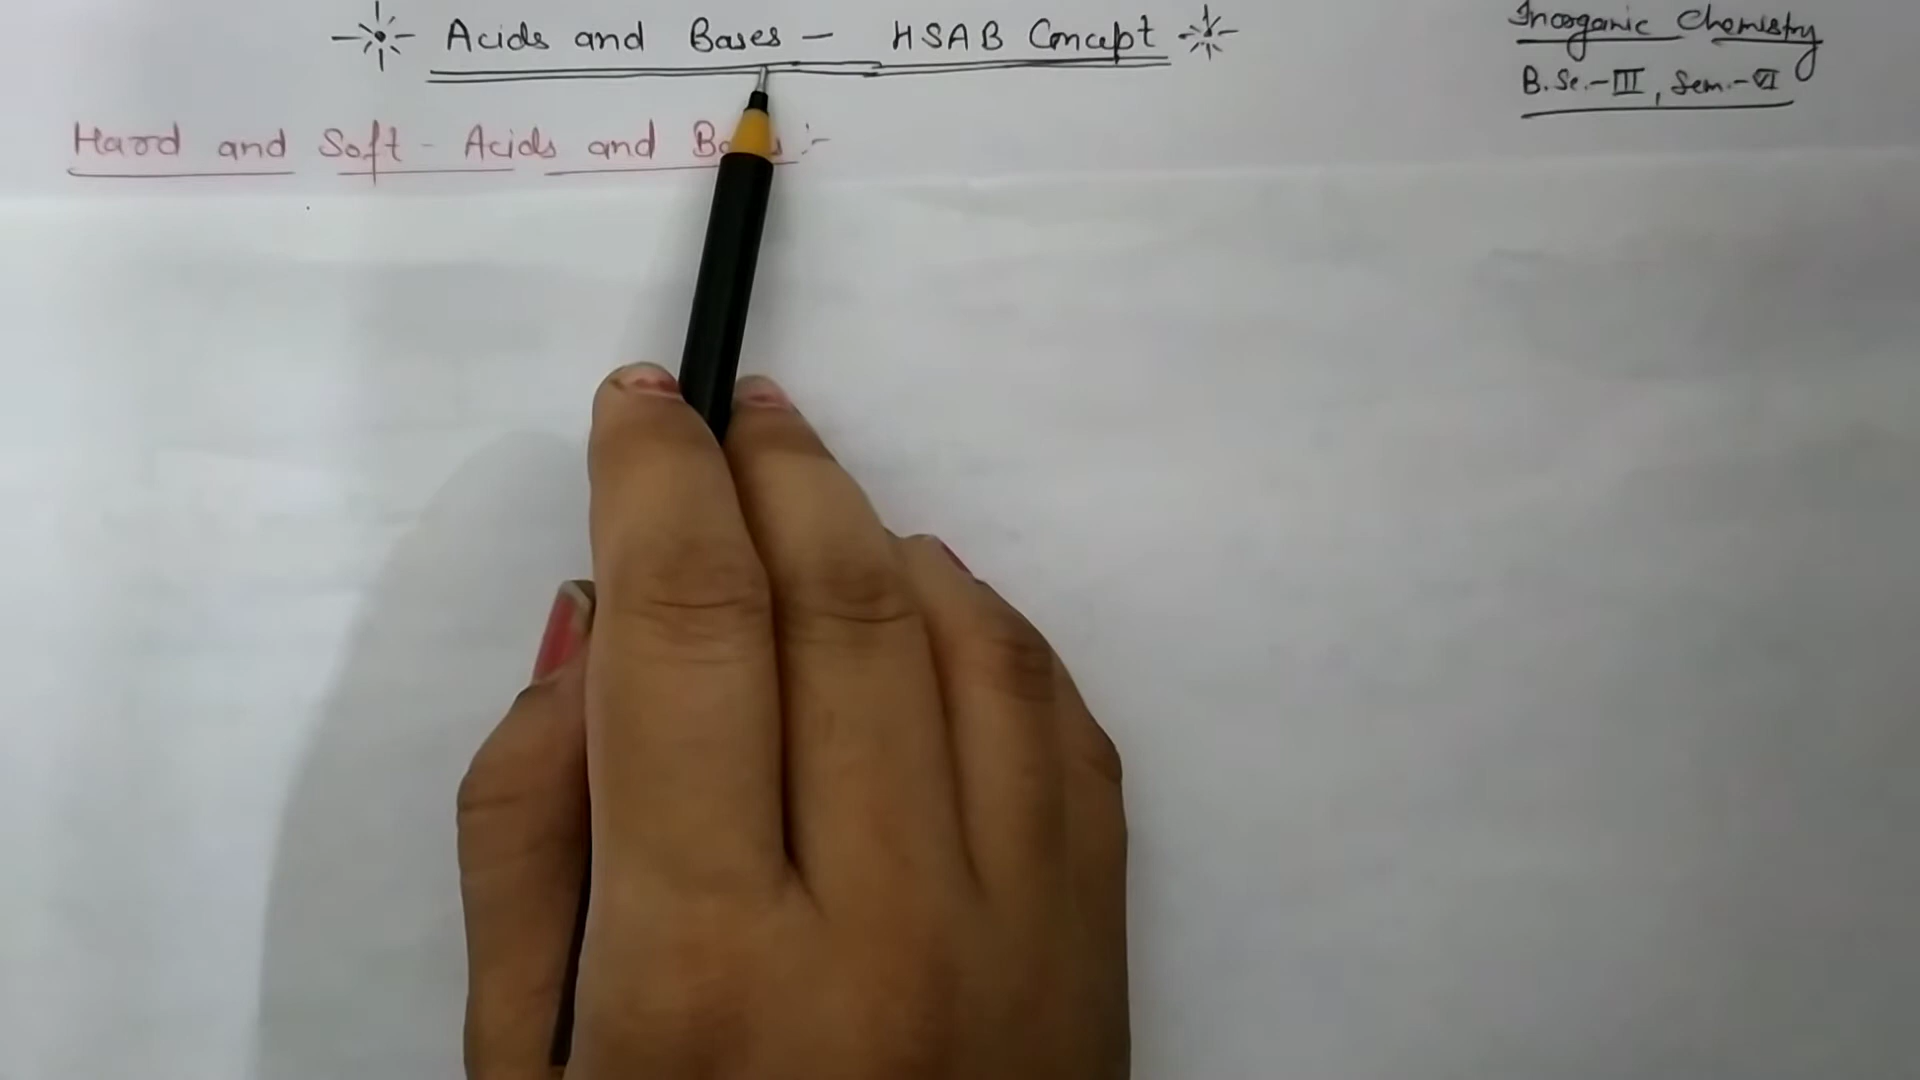 Acids and Bases - HSAB Concept
Inorganic Chemistry
B.Sc.-III, Sem.-VI
Hard and Soft - Acids and :-